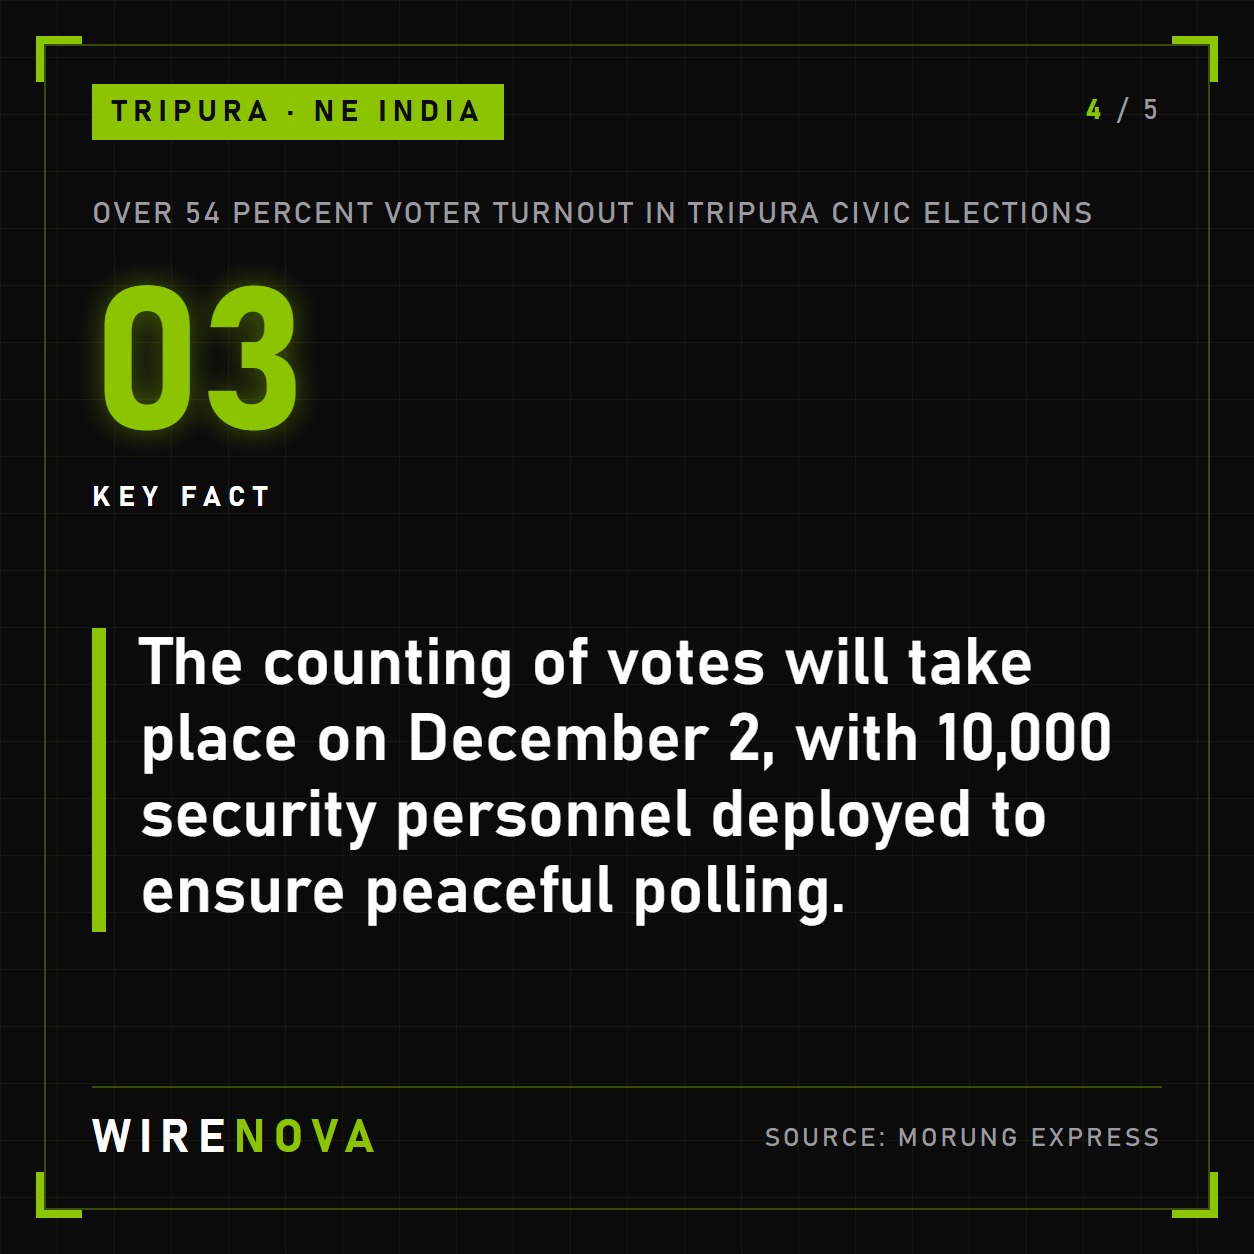 TRIPURA · NE INDIA
4 / 5
OVER 54 PERCENT VOTER TURNOUT IN TRIPURA CIVIC ELECTIONS
03
KEY FACT
The counting of votes will take
place on December 2, with 10,000
security personnel deployed to
ensure peaceful polling.
WIRENOVA
SOURCE: MORUNG EXPRESS